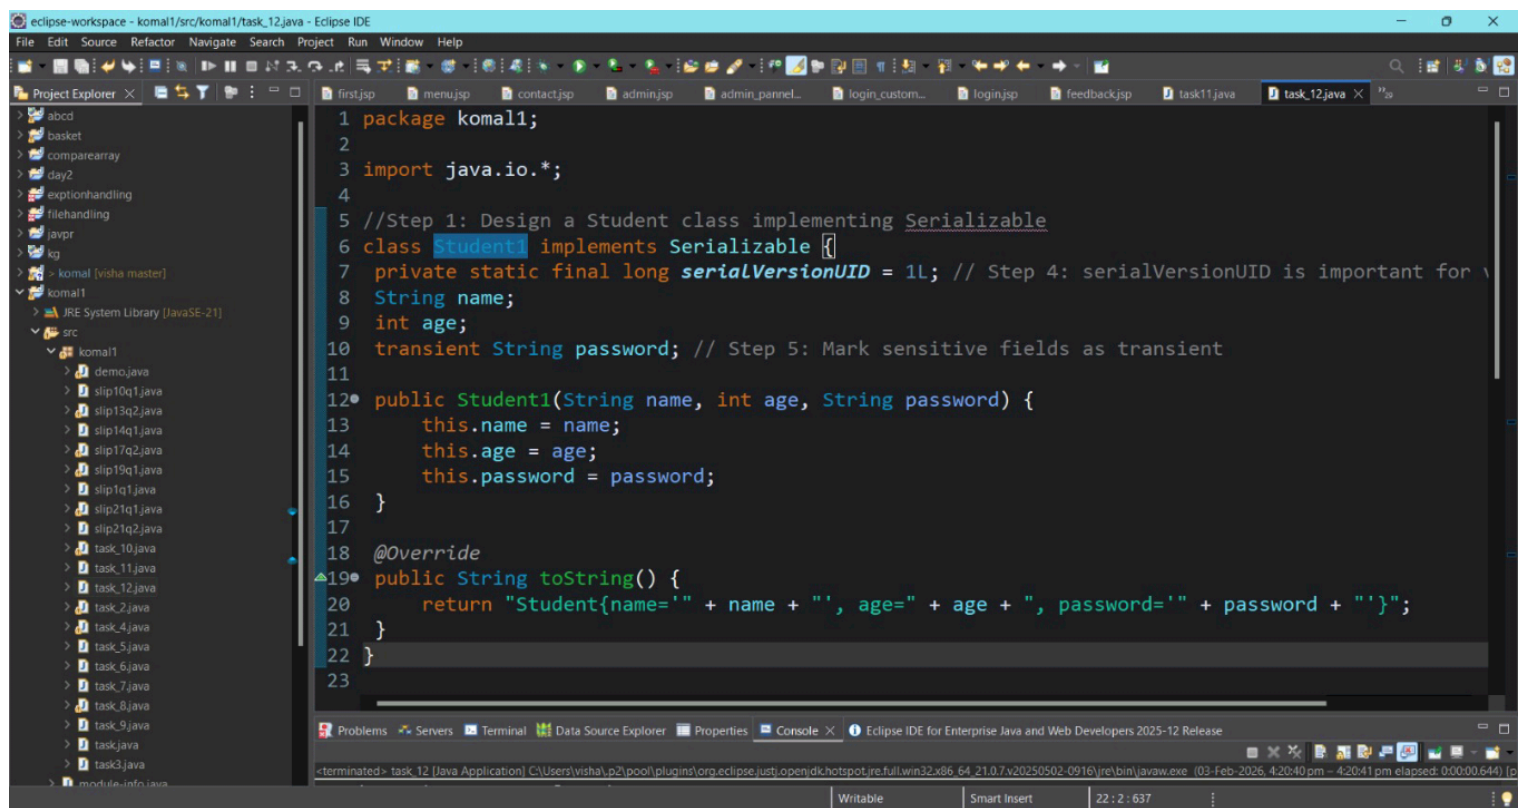 eclipse-workspace - komal1/src/komal1/task_12.java - Eclipse IDE
File Edit Source Refactor Navigate Search Project Run Window Help
Project Explorer
first.jsp menu.jsp contact.jsp admin.jsp admin_pannel... login_custom... login.jsp feedback.jsp task11.java task_12.java "29
abcd
basket
comparearray
day2
exptionhandling
filehandling
javpr
kg
> komal [visha master]
komal1
JRE System Library [JavaSE-21]
src
komal1
demo.java
slip10q1.java
slip13q2.java
slip14q1.java
slip17q2.java
slip19q1.java
slip1q1.java
slip21q1.java
slip21q2.java
task_10.java
task_11.java
task_12.java
task_2.java
task_4.java
task_5.java
task_6.java
task_7.java
task_8.java
task_9.java
task.java
task3.java
module-info.java
1 package komal1;
2
3 import java.io.*;
4
5 //Step 1: Design a Student class implementing Serializable
6 class Student1 implements Serializable {
7 private static final long serialVersionUID = 1L; // Step 4: serialVersionUID is important for
8 String name;
9 int age;
10 transient String password; // Step 5: Mark sensitive fields as transient
11
12 public Student1(String name, int age, String password) {
13 this.name = name;
14 this.age = age;
15 this.password = password;
16 }
17
18 @Override
19 public String toString() {
20 return "Student{name='" + name + "', age=" + age + ", password='" + password + "'}";
21 }
22 }
23
Problems Servers Terminal Data Source Explorer Properties Console Eclipse IDE for Enterprise Java and Web Developers 2025-12 Release
<terminated> task_12 [Java Application] C:\Users\visha\.p2\pool\plugins\org.eclipse.justj.openjdk.hotspot.jre.full.win32.x86_64_21.0.7.v20250502-0916\jre\bin\javaw.exe (03-Feb-2026, 4:20:40 pm – 4:20:41 pm elapsed: 0:00:00.644) [p
Writable Smart Insert 22 : 2 : 637